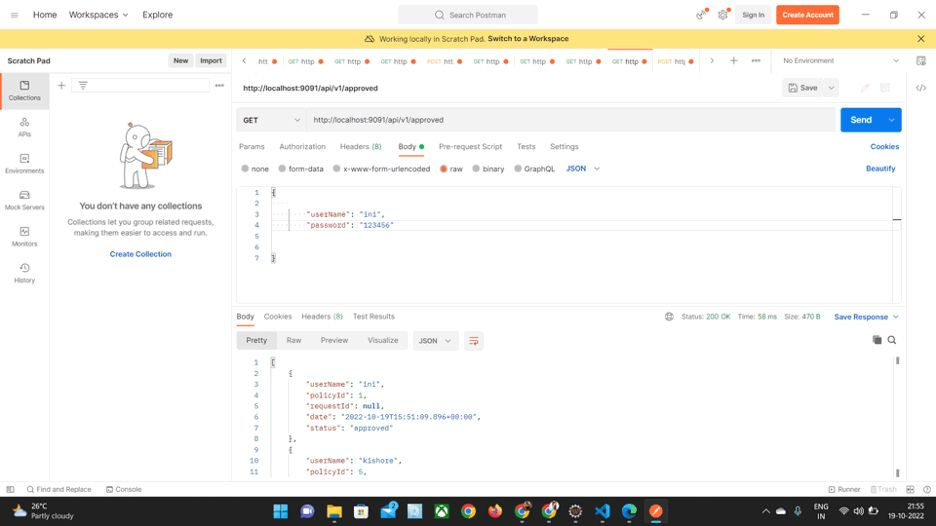 Home
Workspaces
Explore
Search Postman
Sign In
Create Account
Working locally in Scratch Pad. Switch to a Workspace
Scratch Pad
New
Import
htt
GET http
GET http
GET http
POST htt
GET http
GET http
GET http
GET http
POST http
No Environment
Collections
APIs
Environments
Mock Servers
Monitors
History
You don't have any collections
Collections let you group related requests,
making them easier to access and run.
Create Collection
http://localhost:9091/api/v1/approved
Save
GET
http://localhost:9091/api/v1/approved
Send
Params
Authorization
Headers (8)
Body
Pre-request Script
Tests
Settings
Cookies
none
form-data
x-www-form-urlencoded
raw
binary
GraphQL
JSON
Beautify
1 {
2
3 "userName": "ini",
4 "password": "123456"
5
6
7 }
Body
Cookies
Headers (8)
Test Results
Status: 200 OK
Time: 58 ms
Size: 470 B
Save Response
Pretty
Raw
Preview
Visualize
JSON
1 [
2 {
3 "userName": "ini",
4 "policyId": 1,
5 "requestId": null,
6 "date": "2022-10-19T15:51:09.896+00:00",
7 "status": "approved"
8 },
9 {
10 "userName": "kishore",
11 "policyId": 5,
Find and Replace
Console
Runner
Trash
26°C
Partly cloudy
ENG
IN
21:55
19-10-2022